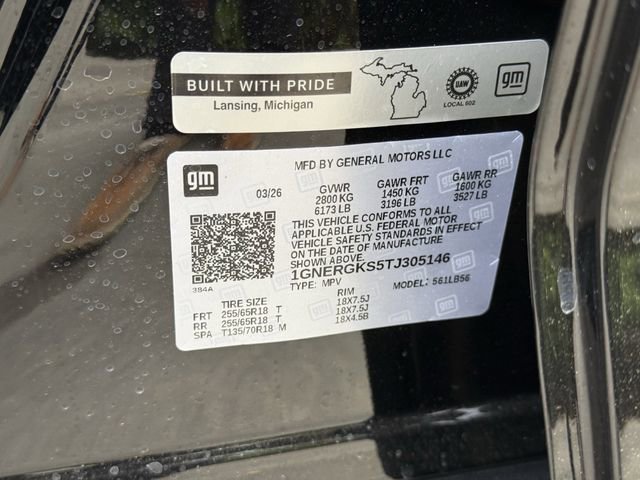 BUILT WITH PRIDE
Lansing, Michigan
UAW
LOCAL 602
gm
gm
MFD BY GENERAL MOTORS LLC
03/26
GVWR GAWR FRT GAWR RR
2800 KG 1450 KG 1600 KG
6173 LB 3196 LB 3527 LB
THIS VEHICLE CONFORMS TO ALL
APPLICABLE U.S. FEDERAL MOTOR
VEHICLE SAFETY STANDARDS IN EFFECT
ON THE DATE OF MANUFACTURE
SHOWN ABOVE.
1GNERGKS5TJ305146
384A
TYPE: MPV MODEL: 561LB56
TIRE SIZE RIM
FRT 255/65R18 T 18X7.5J
RR 255/65R18 T 18X7.5J
SPA T135/70R18 M 18X4.5B